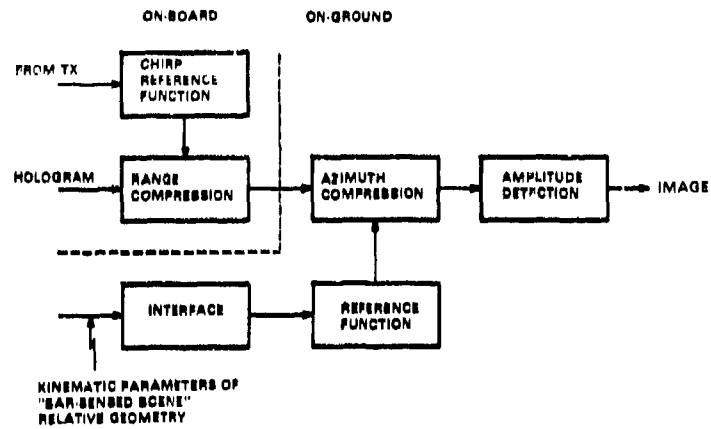 ON-BOARD
ON-GROUND
FROM TX
CHIRP
REFERENCE
FUNCTION
HOLOGRAM
RANGE
COMPRESSION
AZIMUTH
COMPRESSION
AMPLITUDE
DETECTION
IMAGE
INTERFACE
REFERENCE
FUNCTION
KINEMATIC PARAMETERS OF
"SAR-SENSED SCENE"
RELATIVE GEOMETRY